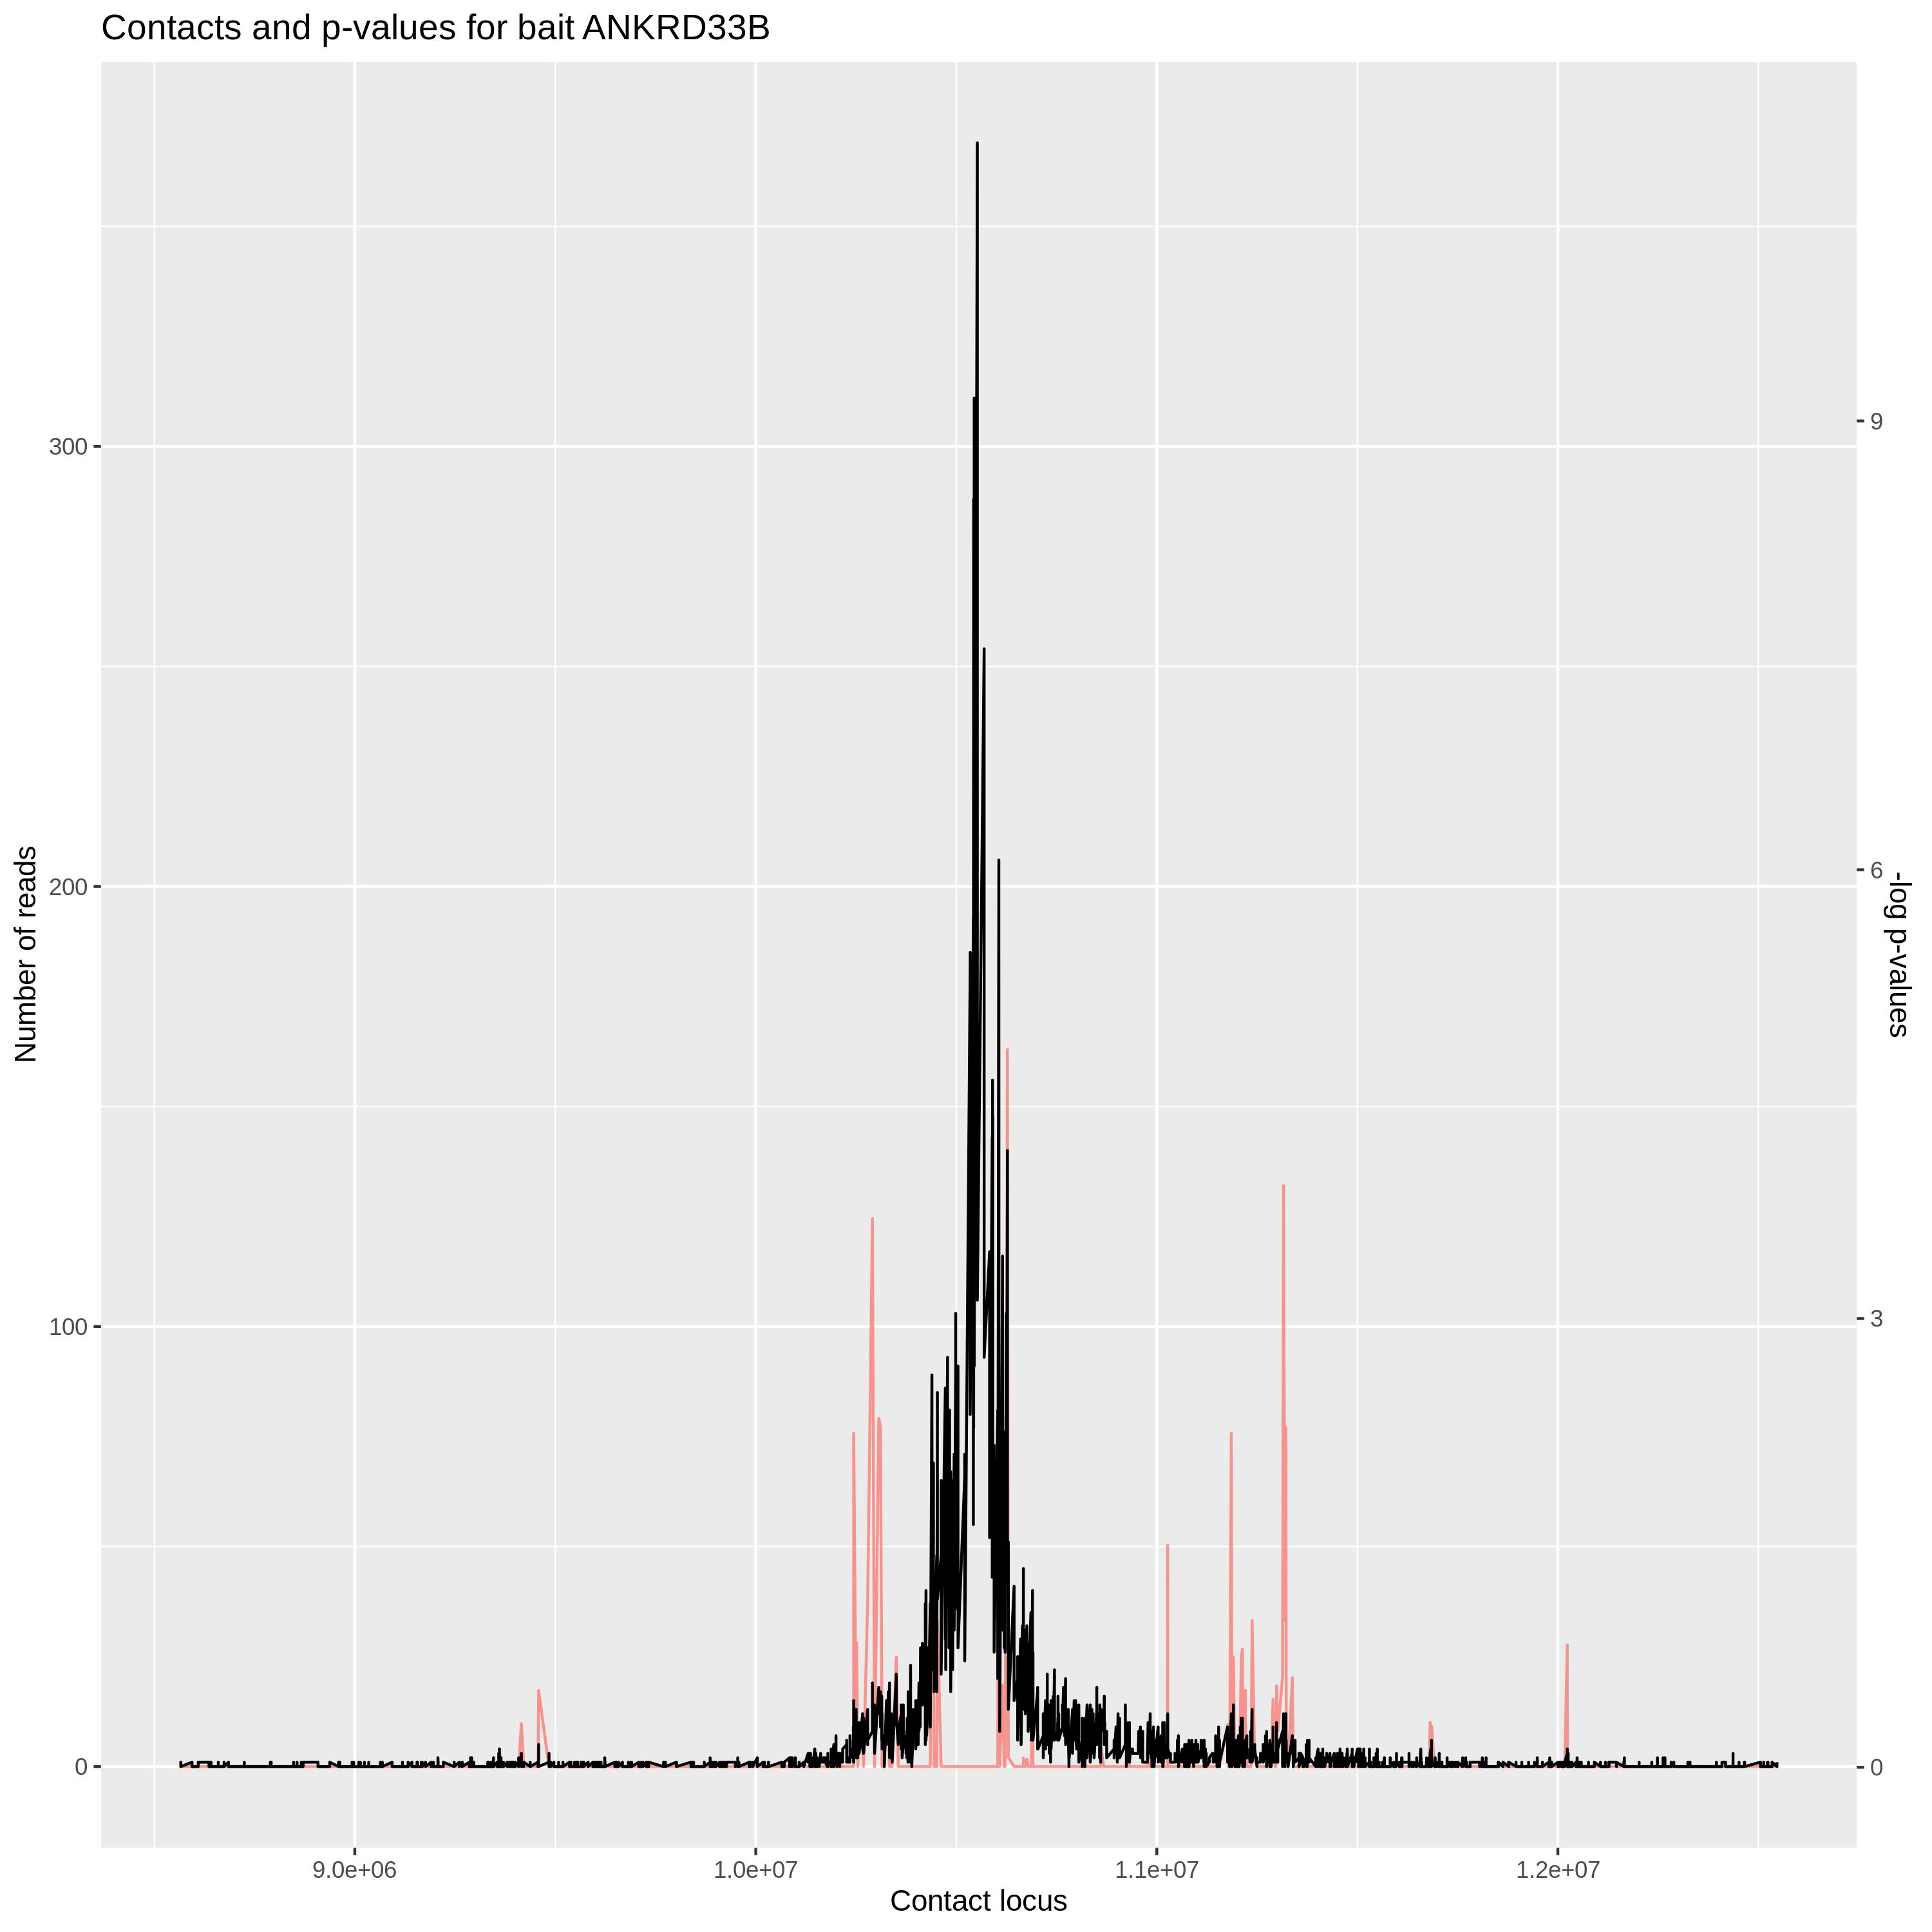 Contacts and p-values for bait ANKRD33B
300
200
100
0
Number of reads
9
6
3
0
-log p-values
9.0e+06
1.0e+07
1.1e+07
1.2e+07
Contact locus